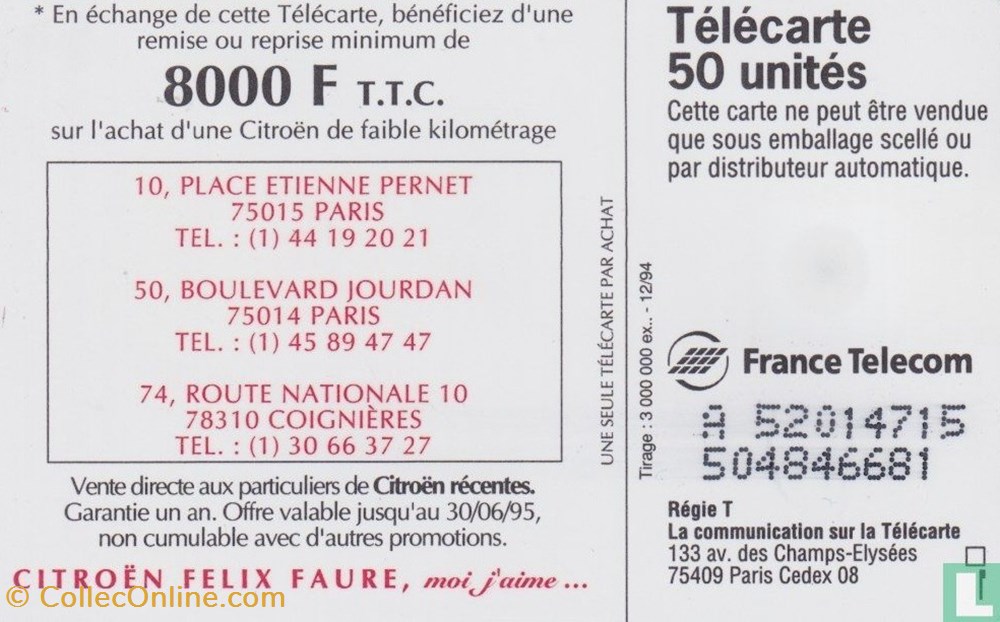 * En échange de cette Télécarte, bénéficiez d'une
remise ou reprise minimum de
8000 F T.T.C.
sur l'achat d'une Citroën de faible kilométrage
10, PLACE ETIENNE PERNET
75015 PARIS
TEL. : (1) 44 19 20 21
50, BOULEVARD JOURDAN
75014 PARIS
TEL. : (1) 45 89 47 47
74, ROUTE NATIONALE 10
78310 COIGNIÈRES
TEL. : (1) 30 66 37 27
Vente directe aux particuliers de Citroën récentes.
Garantie un an. Offre valable jusqu'au 30/06/95,
non cumulable avec d'autres promotions.
CITROËN FELIX FAURE, moi j'aime ...
UNE SEULE TÉLÉCARTE PAR ACHAT
Tirage : 3 000 000 ex.. - 12/94
Télécarte
50 unités
Cette carte ne peut être vendue
que sous emballage scellé ou
par distributeur automatique.
France Telecom
A 52014715
504846681
Régie T
La communication sur la Télécarte
133 av. des Champs-Elysées
75409 Paris Cedex 08
© CollecOnline.com
L